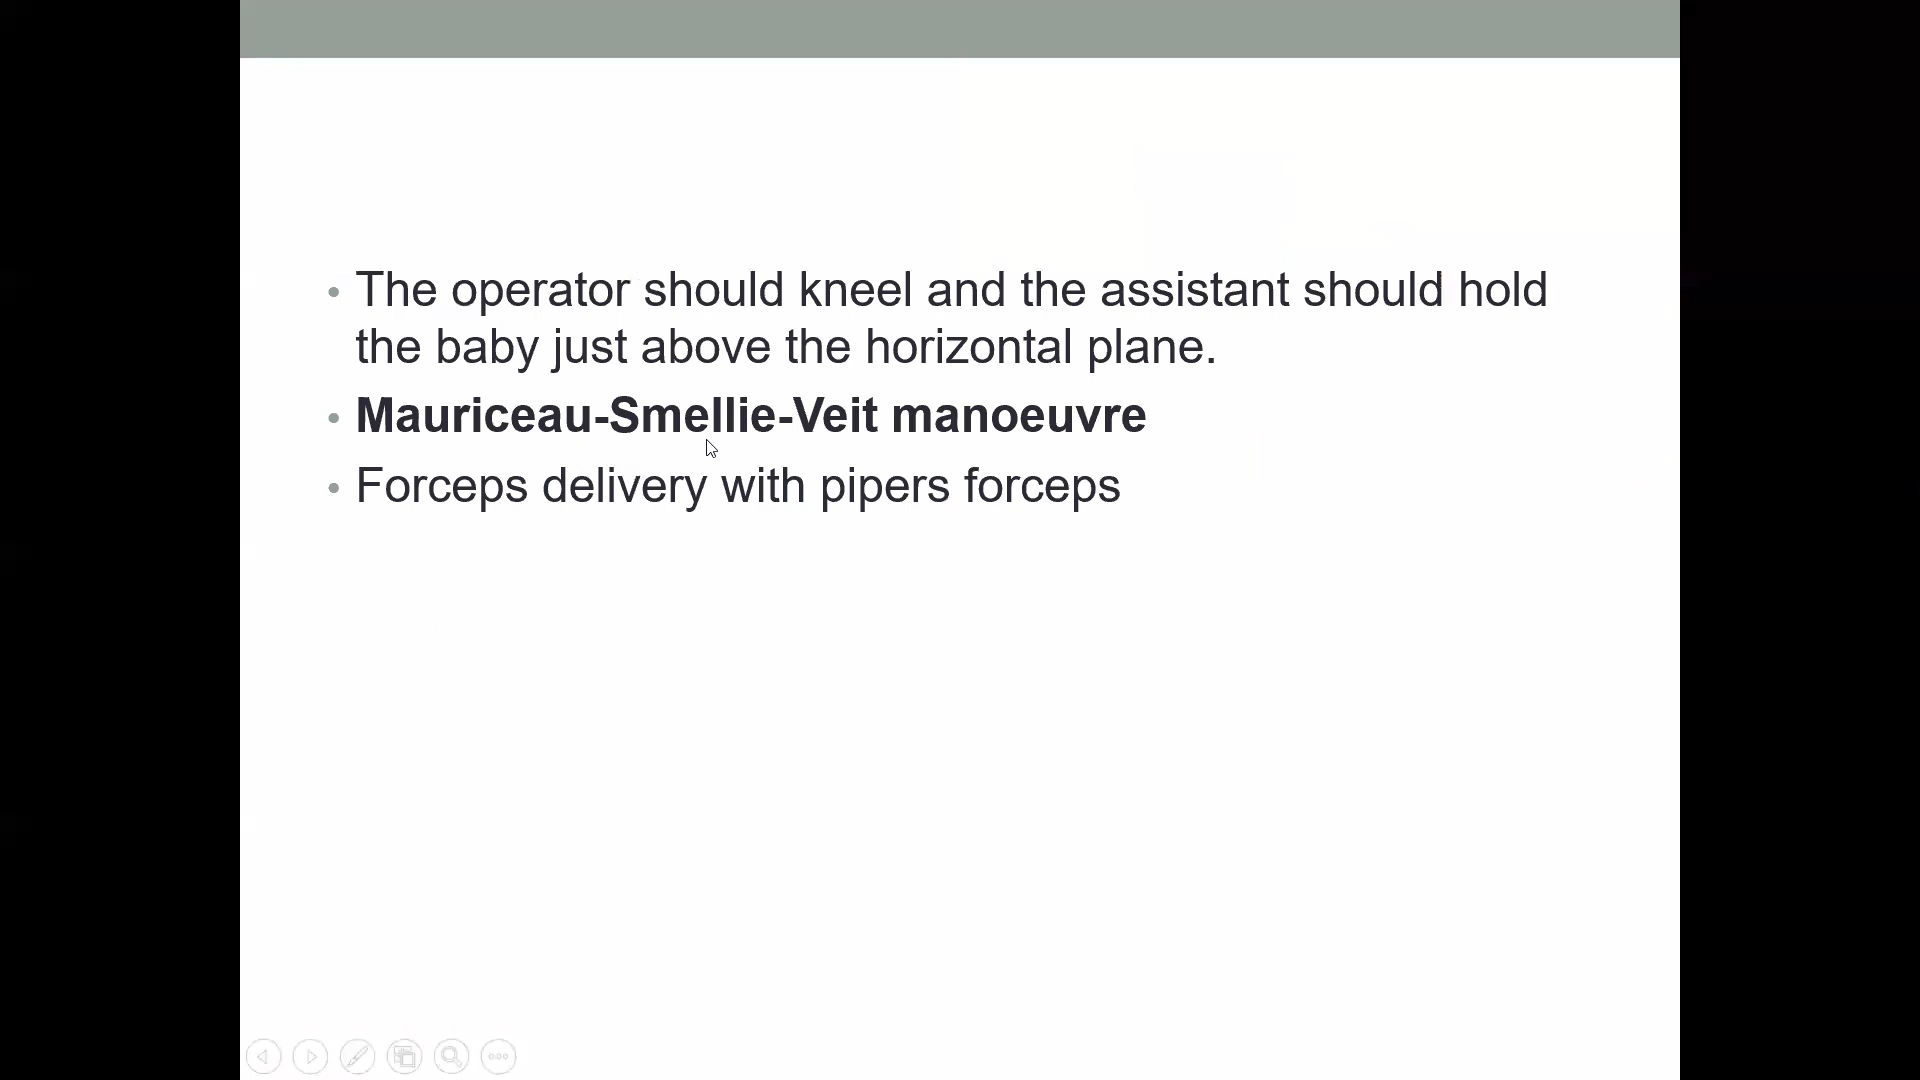 • The operator should kneel and the assistant should hold
the baby just above the horizontal plane.
• Mauriceau-Smellie-Veit manoeuvre
• Forceps delivery with pipers forceps